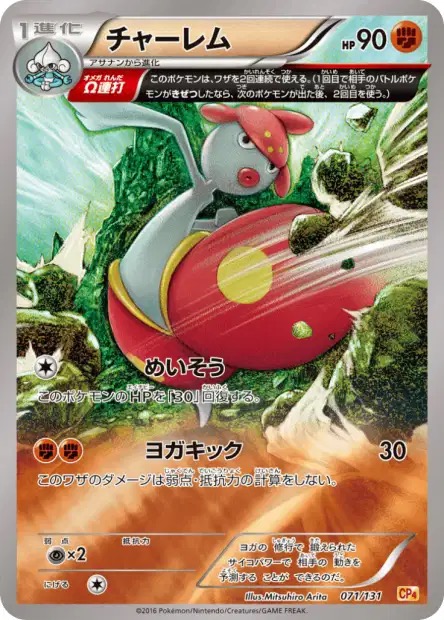 1進化
チャーレム
HP90
アサナンから進化
オメガ れんだ
Ω連打
このポケモンは、ワザを2回連続で使える。(1回目で相手のバトルポケ
モンがきぜつしたなら、次のポケモンが出た後、2回目を使う。)
めいそう
このポケモンのHPを「30」回復する。
ヨガキック 30
このワザのダメージは弱点・抵抗力の計算をしない。
弱点 抵抗力
×2
にげる
ヨガの 修行で 鍛えられた
サイコパワーで 相手の 動きを
予測する ことが できるのだ。
Illus.Mitsuhiro Arita CP4 071/131
©2016 Pokémon/Nintendo/Creatures/GAME FREAK.